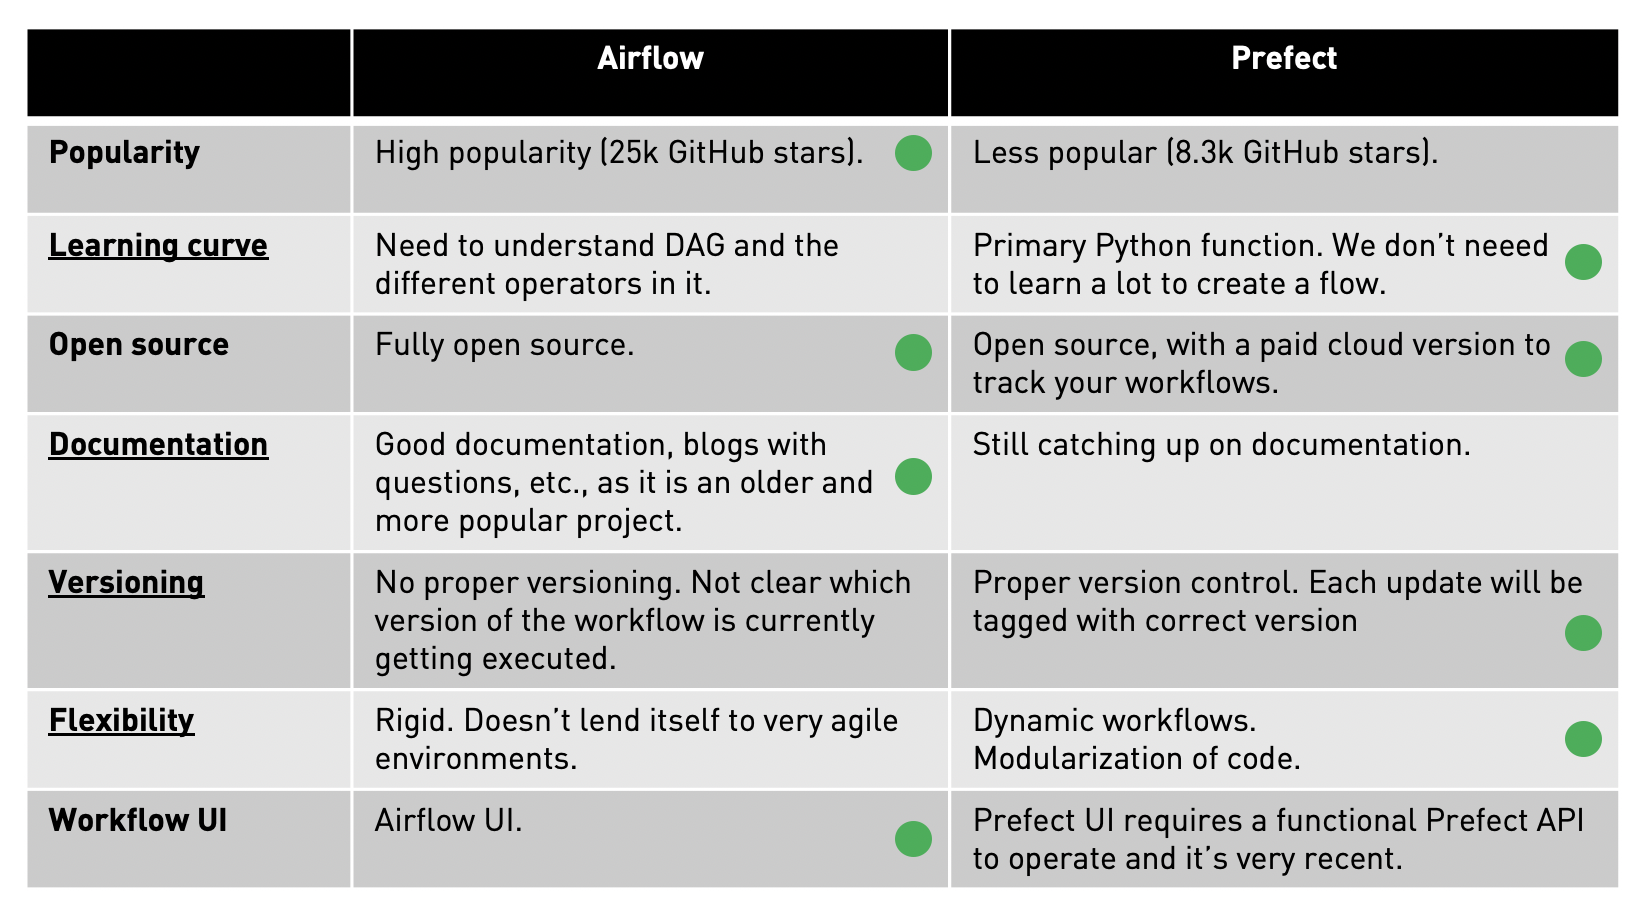 Airflow
Prefect
Popularity
High popularity (25k GitHub stars).
Less popular (8.3k GitHub stars).
Learning curve
Need to understand DAG and the
different operators in it.
Primary Python function. We don't neeed
to learn a lot to create a flow.
Open source
Fully open source.
Open source, with a paid cloud version to
track your workflows.
Documentation
Good documentation, blogs with
questions, etc., as it is an older and
more popular project.
Still catching up on documentation.
Versioning
No proper versioning. Not clear which
version of the workflow is currently
getting executed.
Proper version control. Each update will be
tagged with correct version
Flexibility
Rigid. Doesn't lend itself to very agile
environments.
Dynamic workflows.
Modularization of code.
Workflow UI
Airflow UI.
Prefect UI requires a functional Prefect API
to operate and it's very recent.